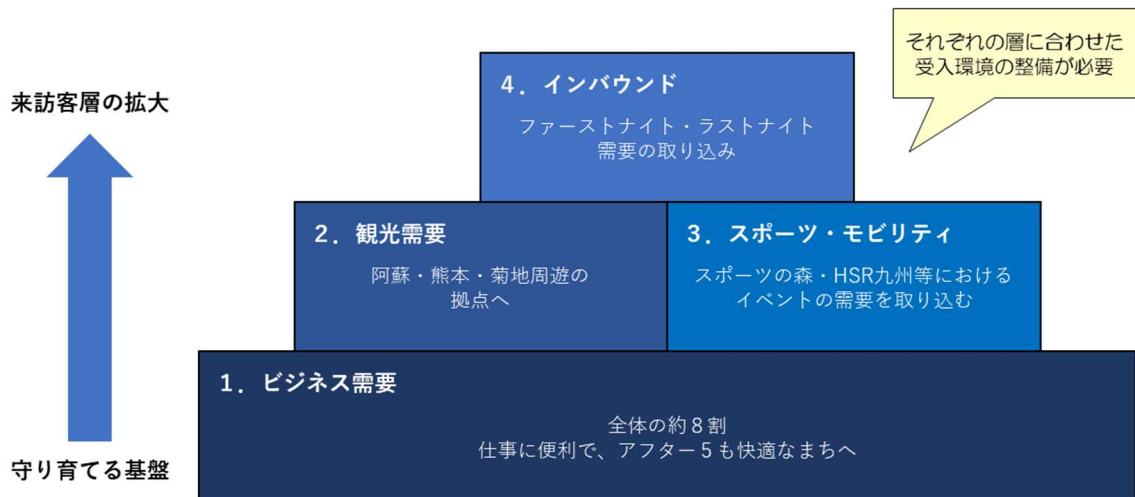 それぞれの層に合わせた
受入環境の整備が必要
来訪客層の拡大
4．インバウンド
ファーストナイト・ラストナイト
需要の取り込み
2．観光需要
阿蘇・熊本・菊地周遊の
拠点へ
3．スポーツ・モビリティ
スポーツの森・HSR九州等における
イベントの需要を取り込む
1．ビジネス需要
全体の約８割
仕事に便利で、アフター５も快適なまちへ
守り育てる基盤